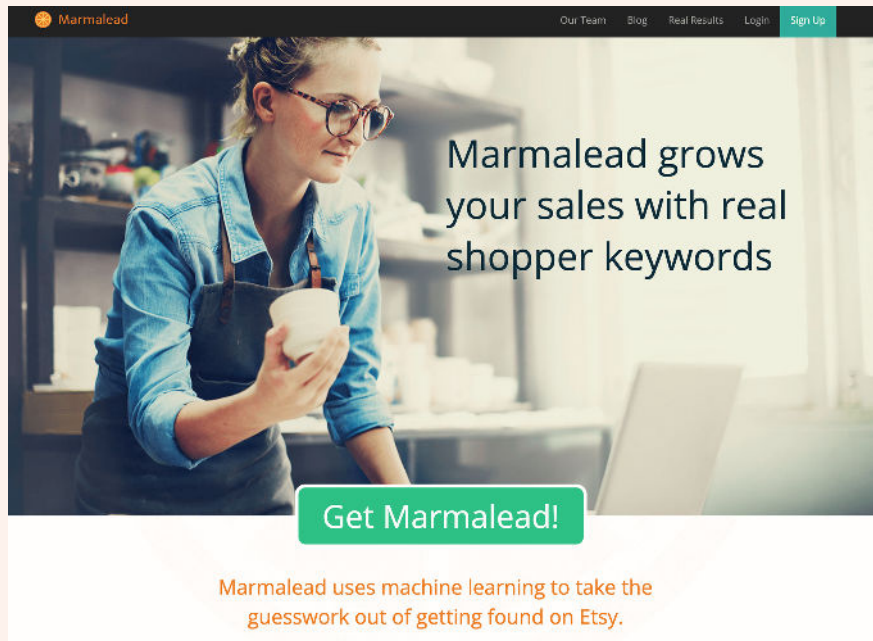 Marmalead Our Team Blog Real Results Login Sign Up
Marmalead grows
your sales with real
shopper keywords
Get Marmalead!
Marmalead uses machine learning to take the
guesswork out of getting found on Etsy.